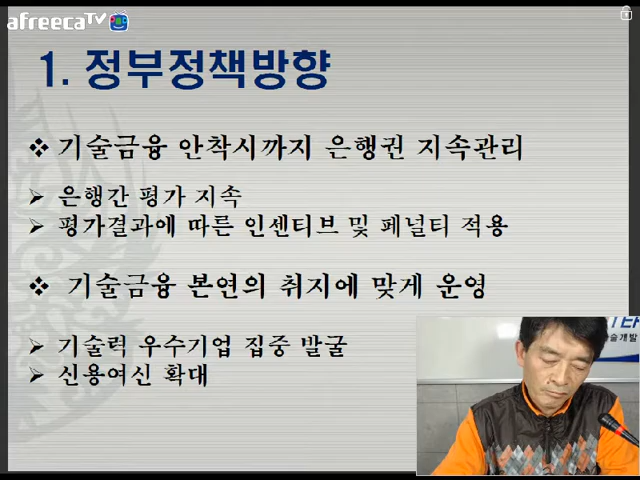 afreecaTV
1. 정부정책방향
❖ 기술금융 안착시까지 은행권 지속관리
➢ 은행간 평가 지속
➢ 평가결과에 따른 인센티브 및 페널티 적용
❖ 기술금융 본연의 취지에 맞게 운영
➢ 기술력 우수기업 집중 발굴
➢ 신용여신 확대